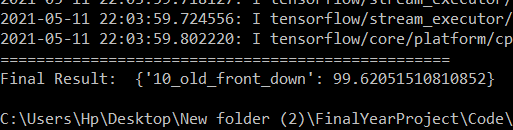 2021-05-11 22:03:59.718127: I tensorflow/stream_executor/
2021-05-11 22:03:59.724556: I tensorflow/stream_executor/
2021-05-11 22:03:59.802220: I tensorflow/core/platform/cp
==================================================
Final Result:  {'10_old_front_down': 99.62051510810852}
C:\Users\Hp\Desktop\New folder (2)\FinalYearProject\Code\